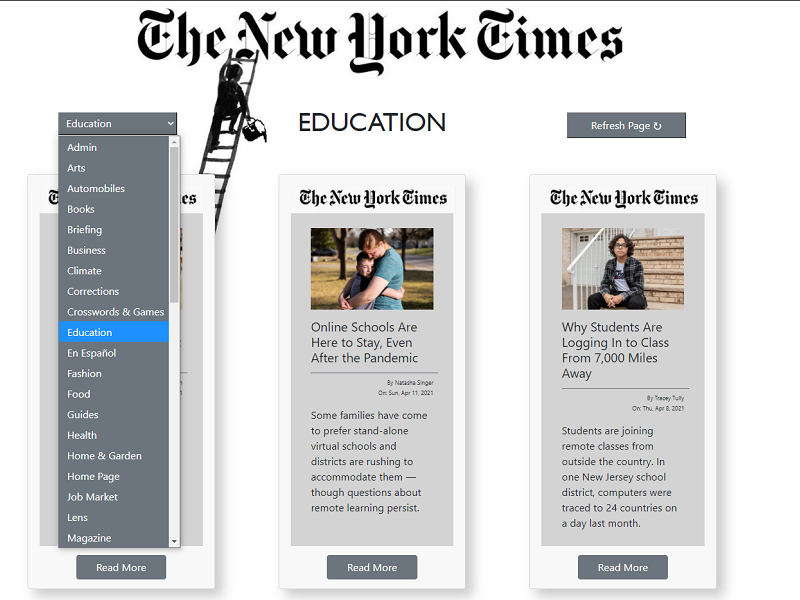 The New York Times
Education
EDUCATION
Refresh Page ↻
Admin
Arts
Automobiles
Books
Briefing
Business
Climate
Corrections
Crosswords & Games
Education
En Español
Fashion
Food
Guides
Health
Home & Garden
Home Page
Job Market
Lens
Magazine
Read More
The New York Times
Online Schools Are
Here to Stay, Even
After the Pandemic
By Natasha Singer
On: Sun, Apr 11, 2021
Some families have come
to prefer stand-alone
virtual schools and
districts are rushing to
accommodate them —
though questions about
remote learning persist.
Read More
The New York Times
Why Students Are
Logging In to Class
From 7,000 Miles
Away
By Tracey Tully
On: Thu, Apr 8, 2021
Students are joining
remote classes from
outside the country. In
one New Jersey school
district, computers were
traced to 24 countries on
a day last month.
Read More